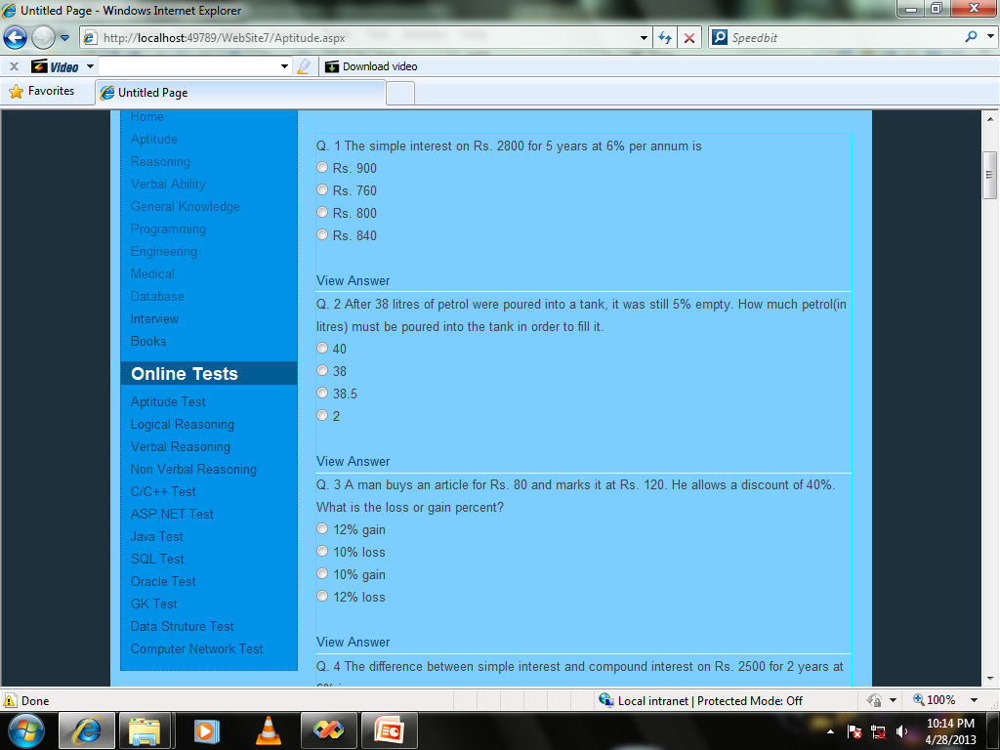 Untitled Page - Windows Internet Explorer
http://localhost:49789/WebSite7/Aptitude.aspx
Speedbit
Video
Download video
Favorites
Untitled Page
Home
Aptitude
Reasoning
Verbal Ability
General Knowledge
Programming
Engineering
Medical
Database
Interview
Books
Online Tests
Aptitude Test
Logical Reasoning
Verbal Reasoning
Non Verbal Reasoning
C/C++ Test
ASP.NET Test
Java Test
SQL Test
Oracle Test
GK Test
Data Struture Test
Computer Network Test
Q. 1 The simple interest on Rs. 2800 for 5 years at 6% per annum is
Rs. 900
Rs. 760
Rs. 800
Rs. 840
View Answer
Q. 2 After 38 litres of petrol were poured into a tank, it was still 5% empty. How much petrol(in
litres) must be poured into the tank in order to fill it.
40
38
38.5
2
View Answer
Q. 3 A man buys an article for Rs. 80 and marks it at Rs. 120. He allows a discount of 40%.
What is the loss or gain percent?
12% gain
10% loss
10% gain
12% loss
View Answer
Q. 4 The difference between simple interest and compound interest on Rs. 2500 for 2 years at
Done
Local intranet | Protected Mode: Off
100%
10:14 PM
4/28/2013